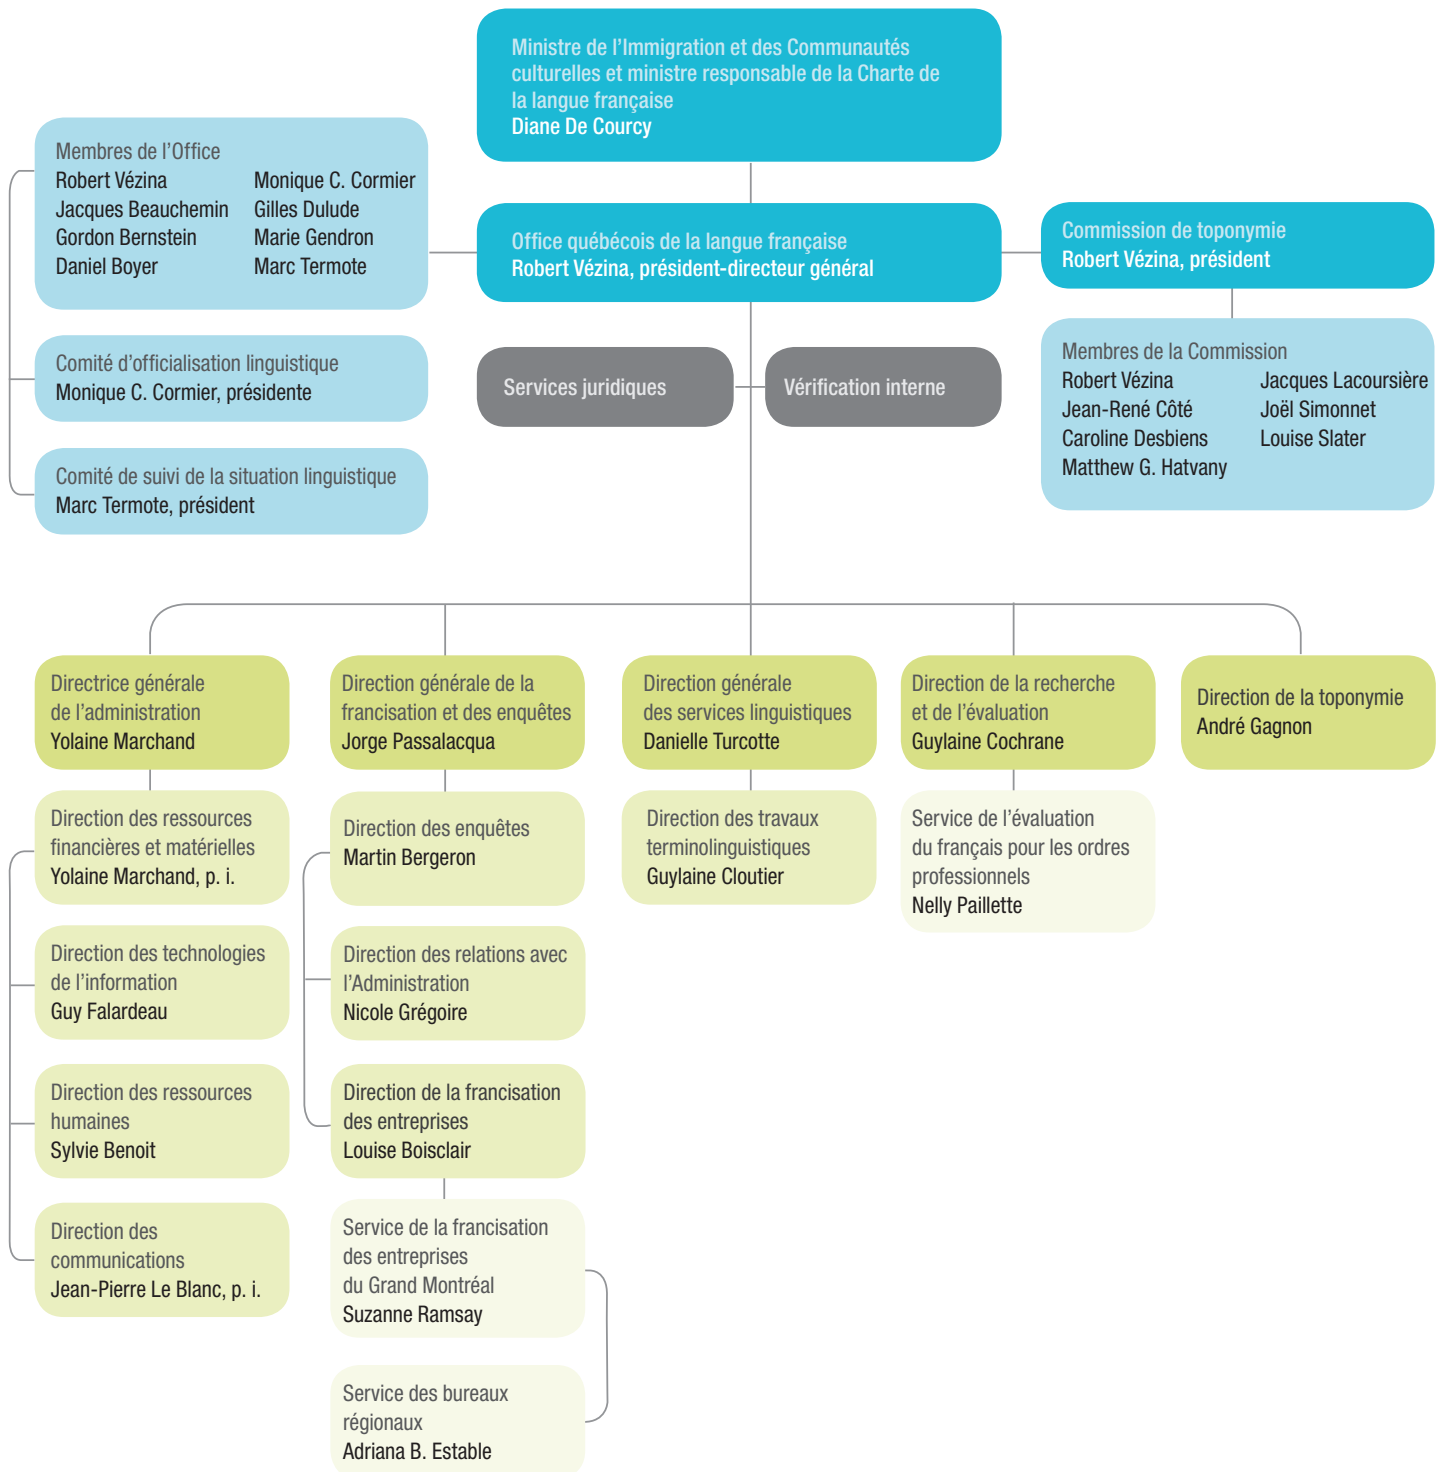 Ministre de l’Immigration et des Communautés
culturelles et ministre responsable de la Charte de
la langue française
Diane De Courcy
Membres de l’Office
Robert Vézina
Jacques Beauchemin
Gordon Bernstein
Daniel Boyer
Monique C. Cormier
Gilles Dulude
Marie Gendron
Marc Termote
Office québécois de la langue française
Robert Vézina, président-directeur général
Commission de toponymie
Robert Vézina, président
Comité d’officialisation linguistique
Monique C. Cormier, présidente
Services juridiques
Vérification interne
Membres de la Commission
Robert Vézina
Jean-René Côté
Caroline Desbiens
Matthew G. Hatvany
Jacques Lacoursière
Joël Simonnet
Louise Slater
Comité de suivi de la situation linguistique
Marc Termote, président
Directrice générale
de l’administration
Yolaine Marchand
Direction générale de la
francisation et des enquêtes
Jorge Passalacqua
Direction générale
des services linguistiques
Danielle Turcotte
Direction de la recherche
et de l’évaluation
Guylaine Cochrane
Direction de la toponymie
André Gagnon
Direction des ressources
financières et matérielles
Yolaine Marchand, p. i.
Direction des enquêtes
Martin Bergeron
Direction des travaux
terminolinguistiques
Guylaine Cloutier
Service de l’évaluation
du français pour les ordres
professionnels
Nelly Paillette
Direction des technologies
de l’information
Guy Falardeau
Direction des relations avec
l’Administration
Nicole Grégoire
Direction des ressources
humaines
Sylvie Benoit
Direction de la francisation
des entreprises
Louise Boisclair
Direction des
communications
Jean-Pierre Le Blanc, p. i.
Service de la francisation
des entreprises
du Grand Montréal
Suzanne Ramsay
Service des bureaux
régionaux
Adriana B. Estable